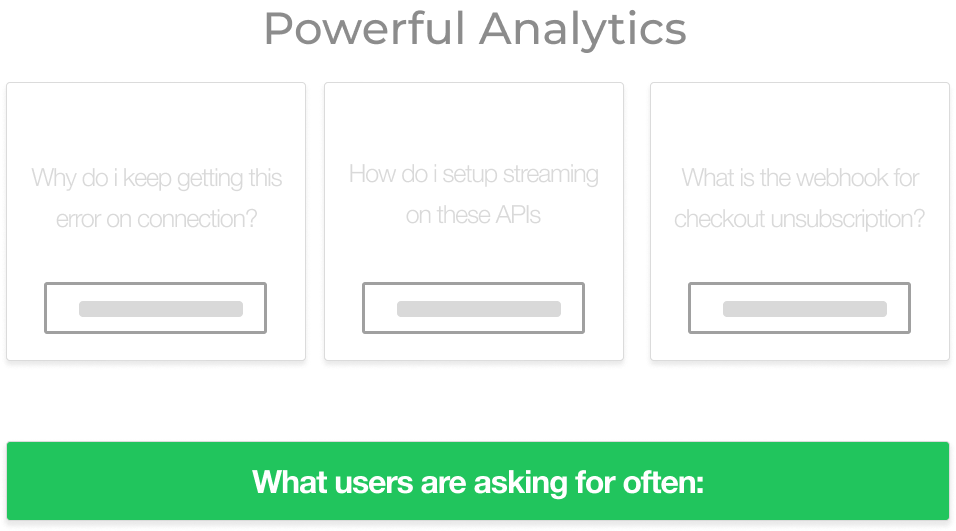 Powerful Analytics
Why do i keep getting this
error on connection?
How do i setup streaming
on these APIs
What is the webhook for
checkout unsubscription?
What users are asking for often: